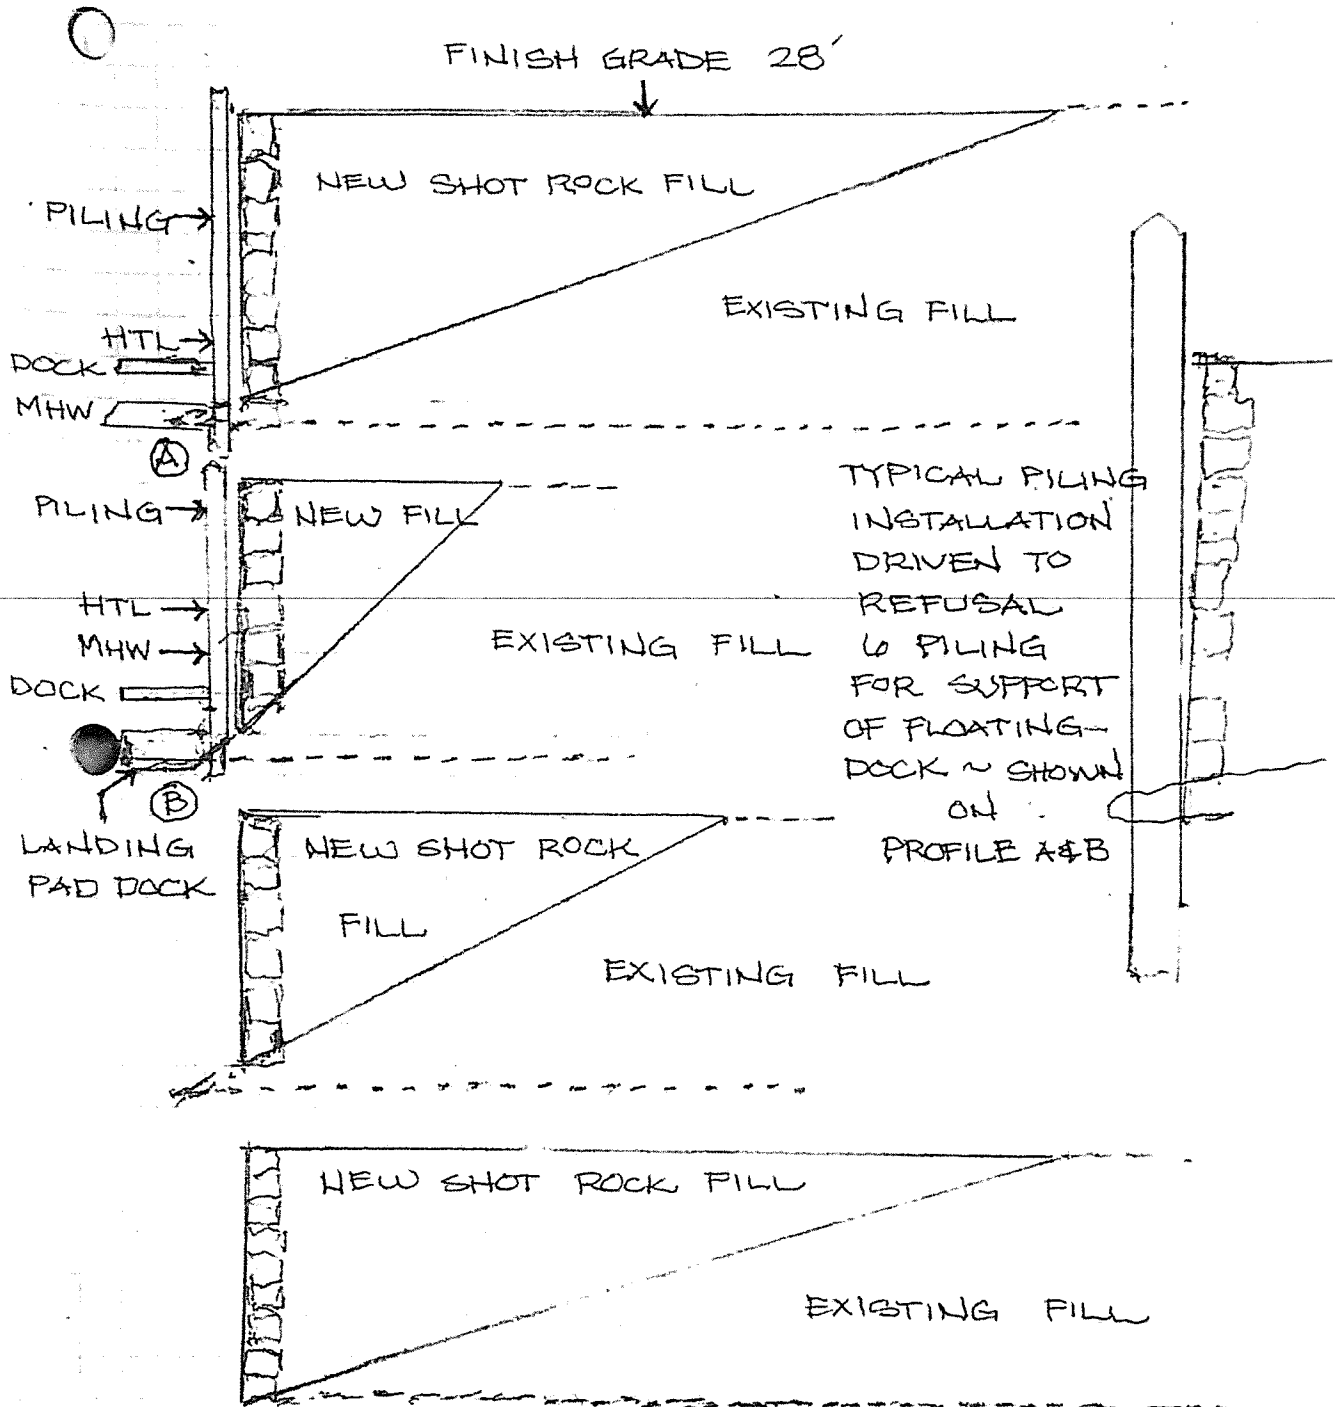 FINISH GRADE 28'
NEW SHOT ROCK FILL
PILING
EXISTING FILL
HTL
DOCK
MHW
A
PILING
NEW FILL
HTL
MHW
EXISTING FILL
DOCK
B
LANDING
PAD DOCK
TYPICAL PILING
INSTALLATION
DRIVEN TO
REFUSAL
6 PILING
FOR SUPPORT
OF FLOATING
DOCK ~ SHOWN
ON
PROFILE A&B
NEW SHOT ROCK
FILL
EXISTING FILL
NEW SHOT ROCK FILL
EXISTING FILL